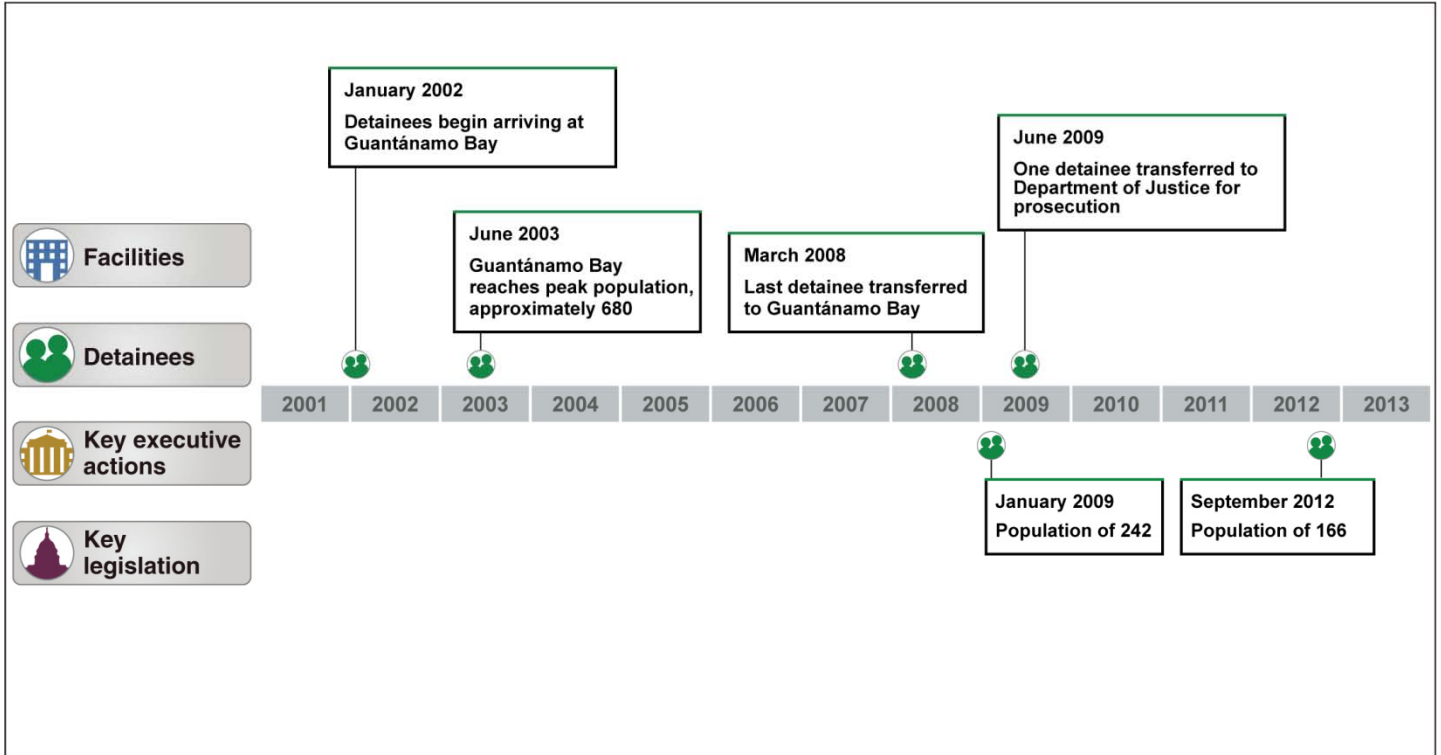 January 2002
Detainees begin arriving at
Guantánamo Bay
June 2009
One detainee transferred to
Department of Justice for
prosecution
June 2003
Guantánamo Bay
reaches peak population,
approximately 680
March 2008
Last detainee transferred
to Guantánamo Bay
Facilities
Detainees
Key executive
actions
Key
legislation
2001 2002 2003 2004 2005 2006 2007 2008 2009 2010 2011 2012 2013
January 2009
Population of 242
September 2012
Population of 166